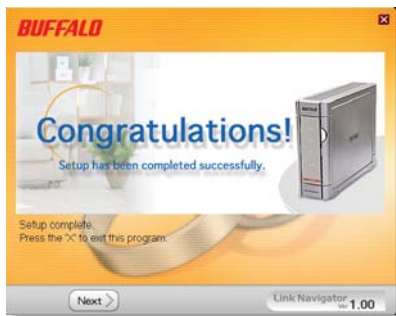 BUFFALO
Congratulations!
Setup has been completed successfully.
Setup complete.
Press the "X" to exit this program.
Next
Link Navigator
Ver 1.00